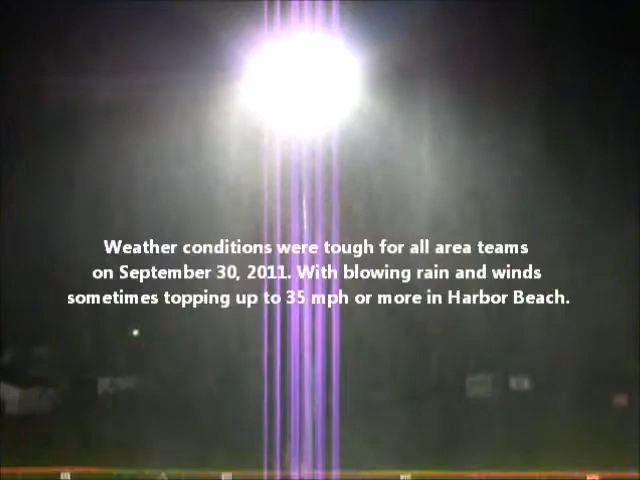 Weather conditions were tough for all area teams
on September 30, 2011. With blowing rain and winds
sometimes topping up to 35 mph or more in Harbor Beach.